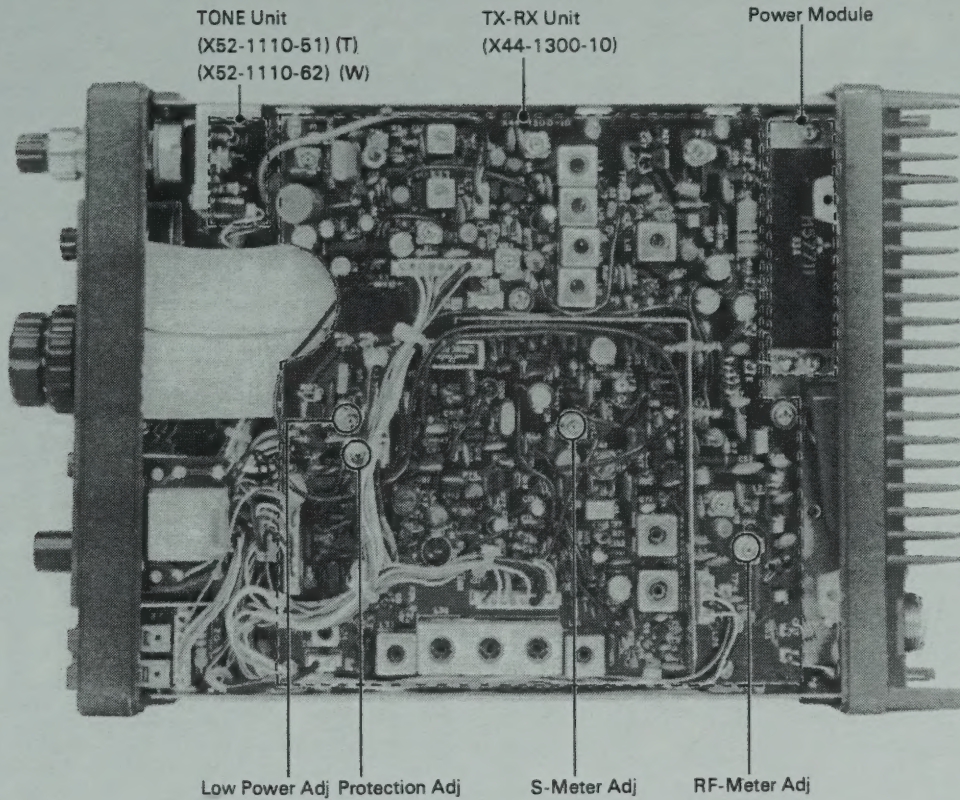 TONE Unit
(X52-1110-51) (T)
(X52-1110-62) (W)
TX-RX Unit
(X44-1300-10)
Power Module
Low Power Adj
Protection Adj
S-Meter Adj
RF-Meter Adj